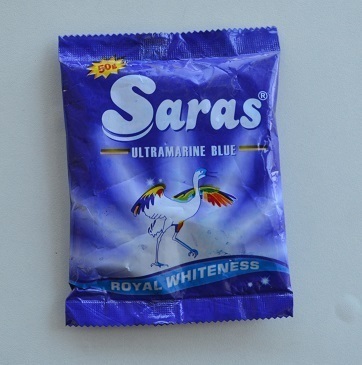 50g
Saras®
ULTRAMARINE BLUE
ROYAL WHITENESS